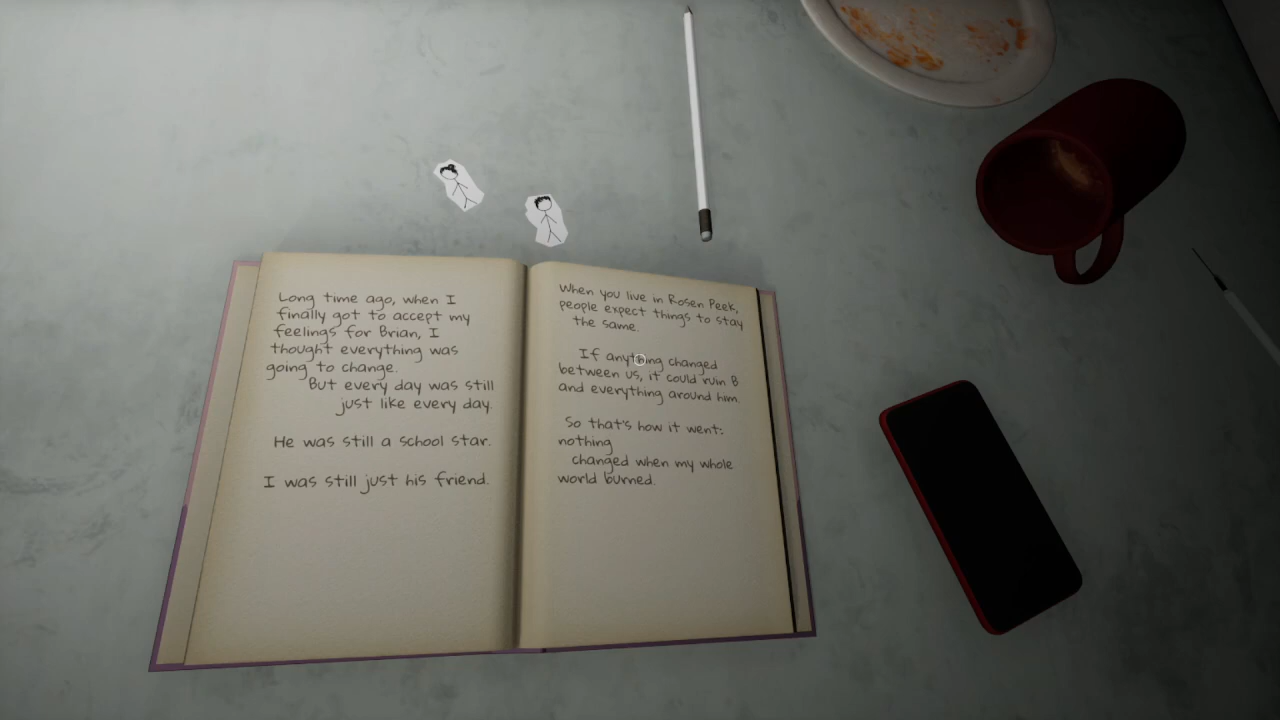 Long time ago, when I
finally got to accept my
feelings for Brian, I
thought everything was
going to change.
But every day was still
just like every day.
He was still a school star.
I was still just his friend.
When you live in Rosen Peek,
people expect things to stay
the same.
If anything changed
between us, it could ruin B
and everything around him.
So that's how it went:
nothing
changed when my whole
world burned.